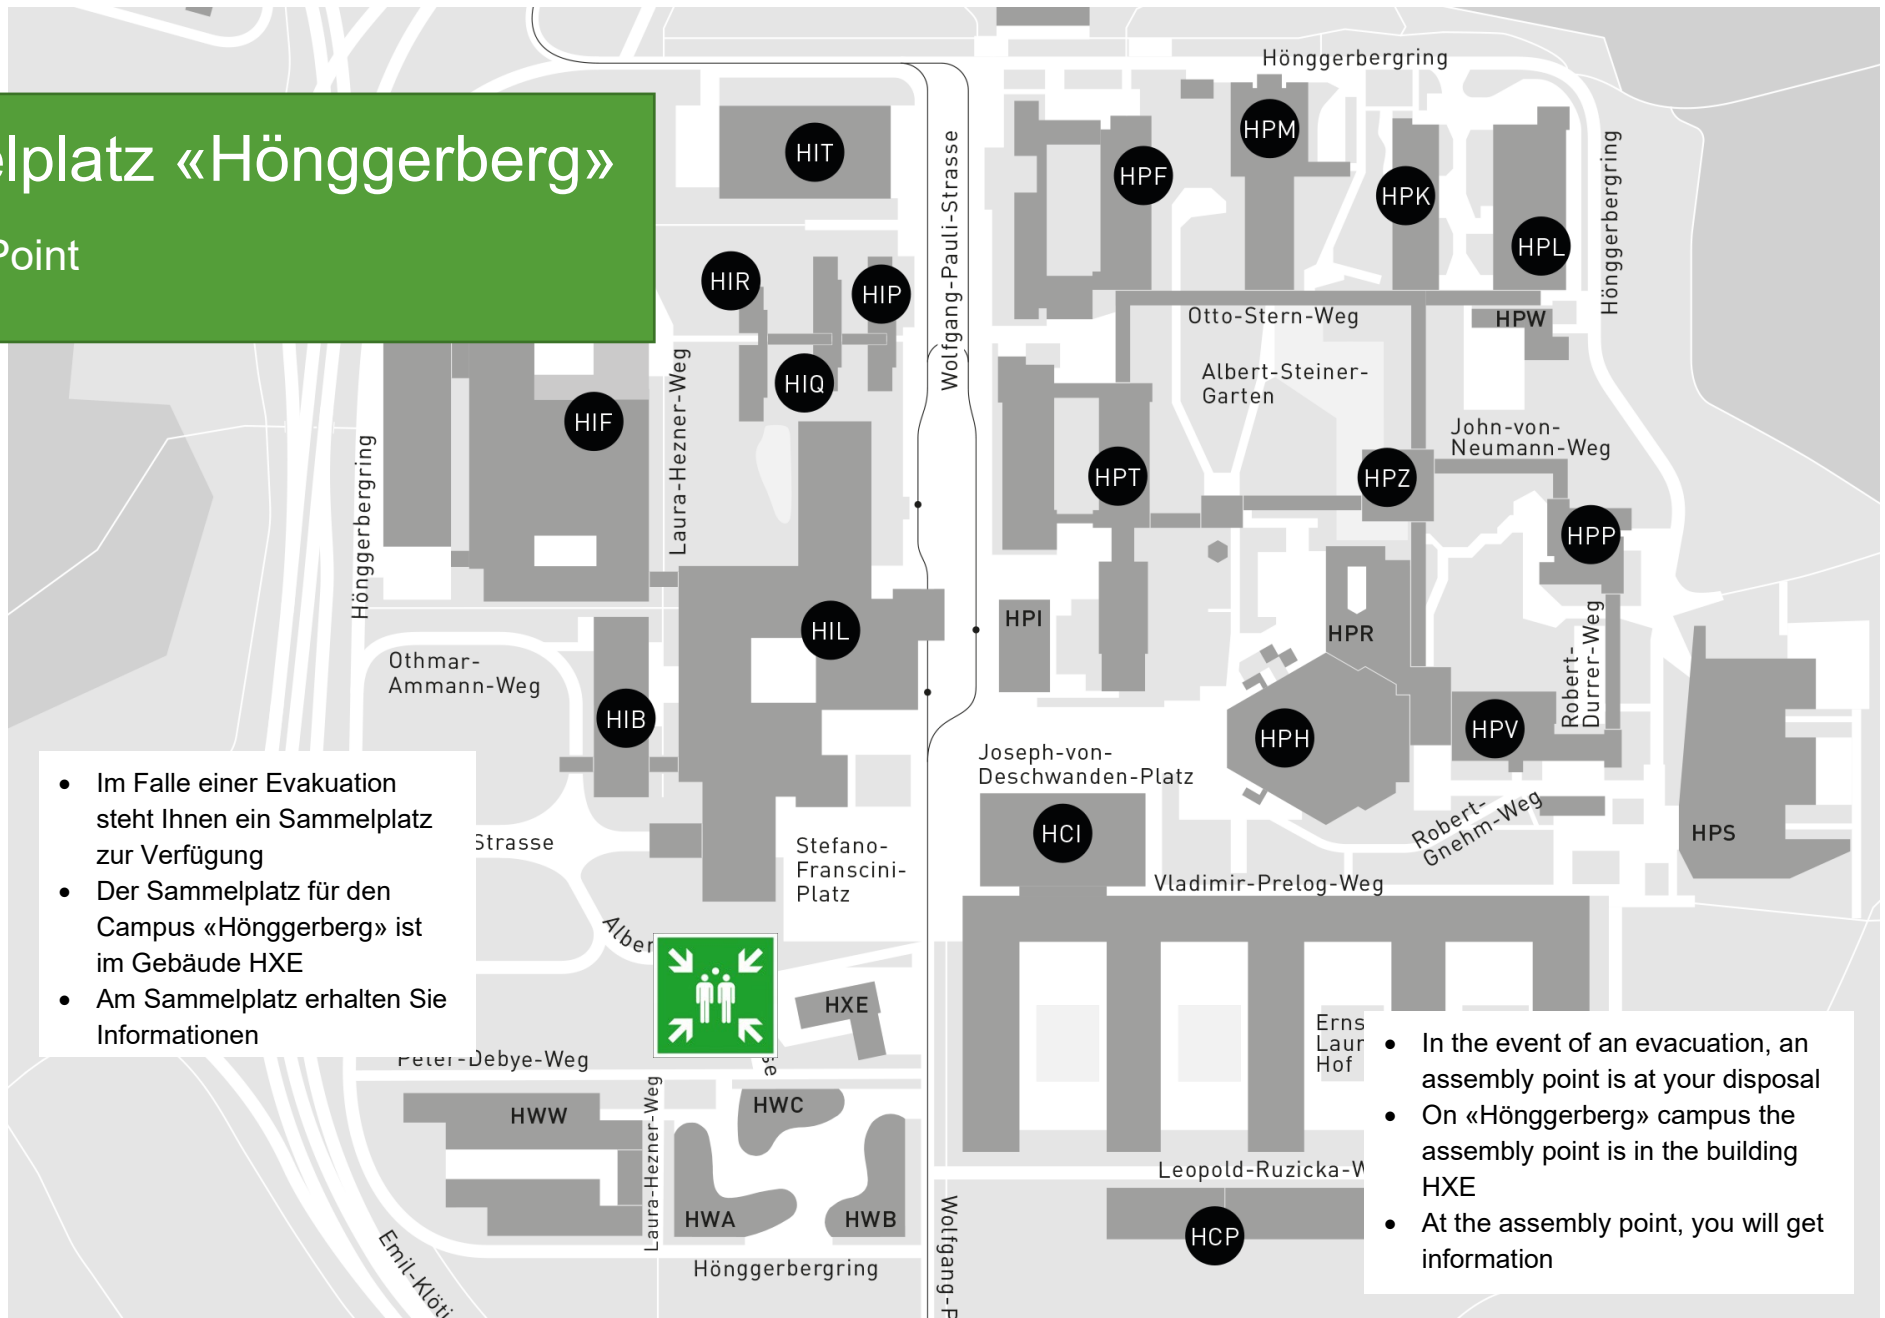 elplatz «Hönggerberg»
Point
Hönggerbergring
HIT
HPM
HPF
HPK
HPL
Hönggerbergring
Wolfgang-Pauli-Strasse
HIR
HIP
Otto-Stern-Weg
HPW
HIQ
Albert-Steiner-
Garten
HIF
Laura-Hezner-Weg
John-von-
Neumann-Weg
Hönggerbergring
HPT
HPZ
HPP
HIL
HPI
HPR
Othmar-
Ammann-Weg
Robert-
Durrer-Weg
HIB
HPH
HPV
Joseph-von-
Deschwanden-Platz
• Im Falle einer Evakuation
steht Ihnen ein Sammelplatz
zur Verfügung
• Der Sammelplatz für den
Campus «Hönggerberg» ist
im Gebäude HXE
• Am Sammelplatz erhalten Sie
Informationen
Strasse
Stefano-
Franscini-
Platz
HCI
Robert-
Gnehm-Weg
HPS
Vladimir-Prelog-Weg
Alber
HXE
se
Erns
Laur
Hof
Peter-Debye-Weg
HWW
HWC
Laura-Hezner-Weg
HWA
HWB
Leopold-Ruzicka-W
HCP
Wolfgang-P
Emil-Klöti
Hönggerbergring
• In the event of an evacuation, an
assembly point is at your disposal
• On «Hönggerberg» campus the
assembly point is in the building
HXE
• At the assembly point, you will get
information